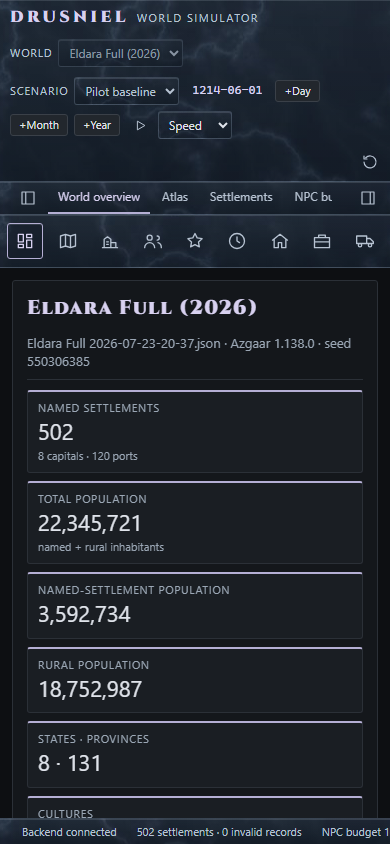 DRUSNIEL WORLD SIMULATOR
WORLD Eldara Full (2026)
SCENARIO Pilot baseline 1214-06-01 +Day
+Month +Year Speed
World overview Atlas Settlements NPC bu
Eldara Full (2026)
Eldara Full 2026-07-23-20-37.json · Azgaar 1.138.0 · seed
550306385
NAMED SETTLEMENTS
502
8 capitals · 120 ports
TOTAL POPULATION
22,345,721
named + rural inhabitants
NAMED-SETTLEMENT POPULATION
3,592,734
RURAL POPULATION
18,752,987
STATES · PROVINCES
8 · 131
CULTURES
Backend connected 502 settlements · 0 invalid records NPC budget 1